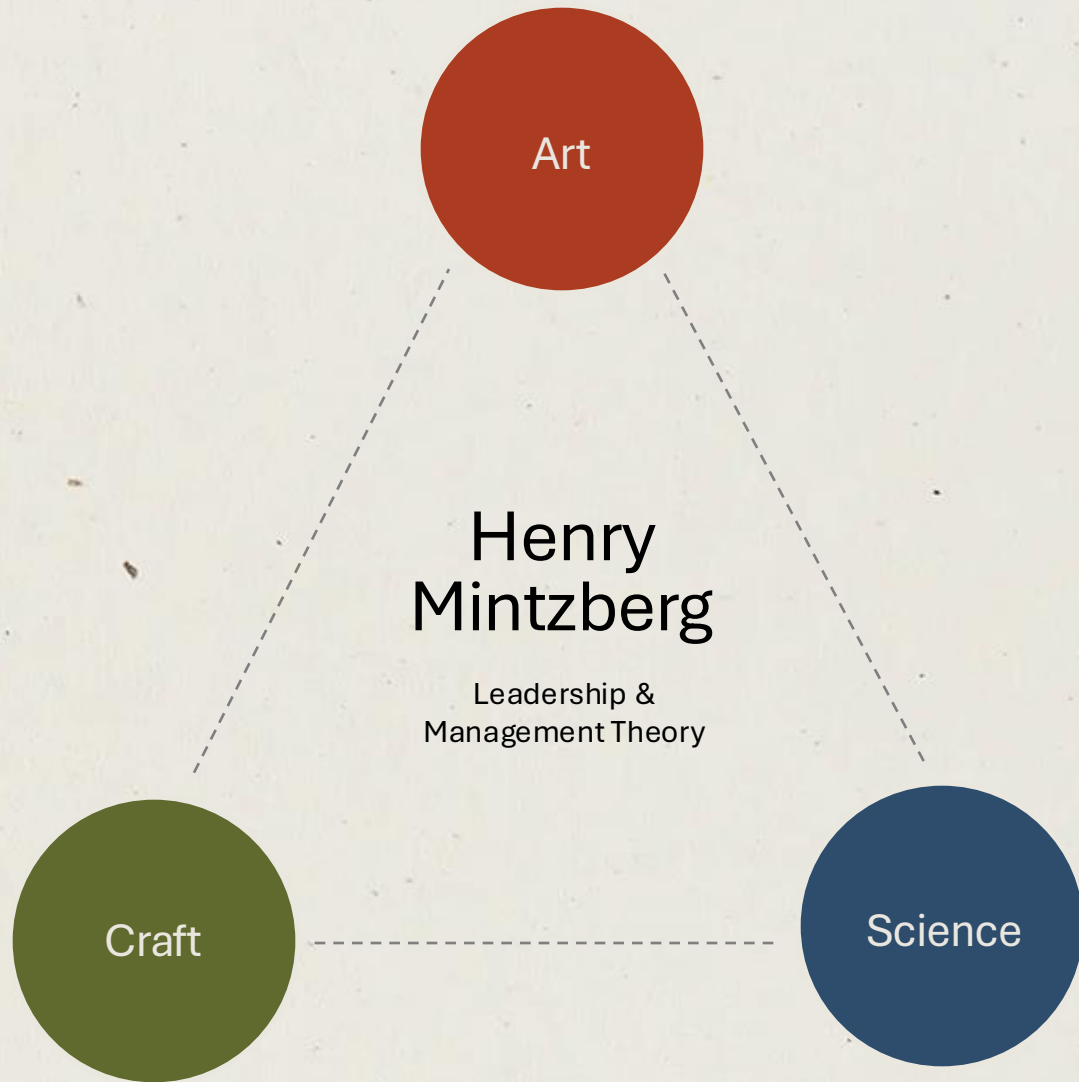 Art
Henry
Mintzberg
Leadership &
Management Theory
Craft
Science